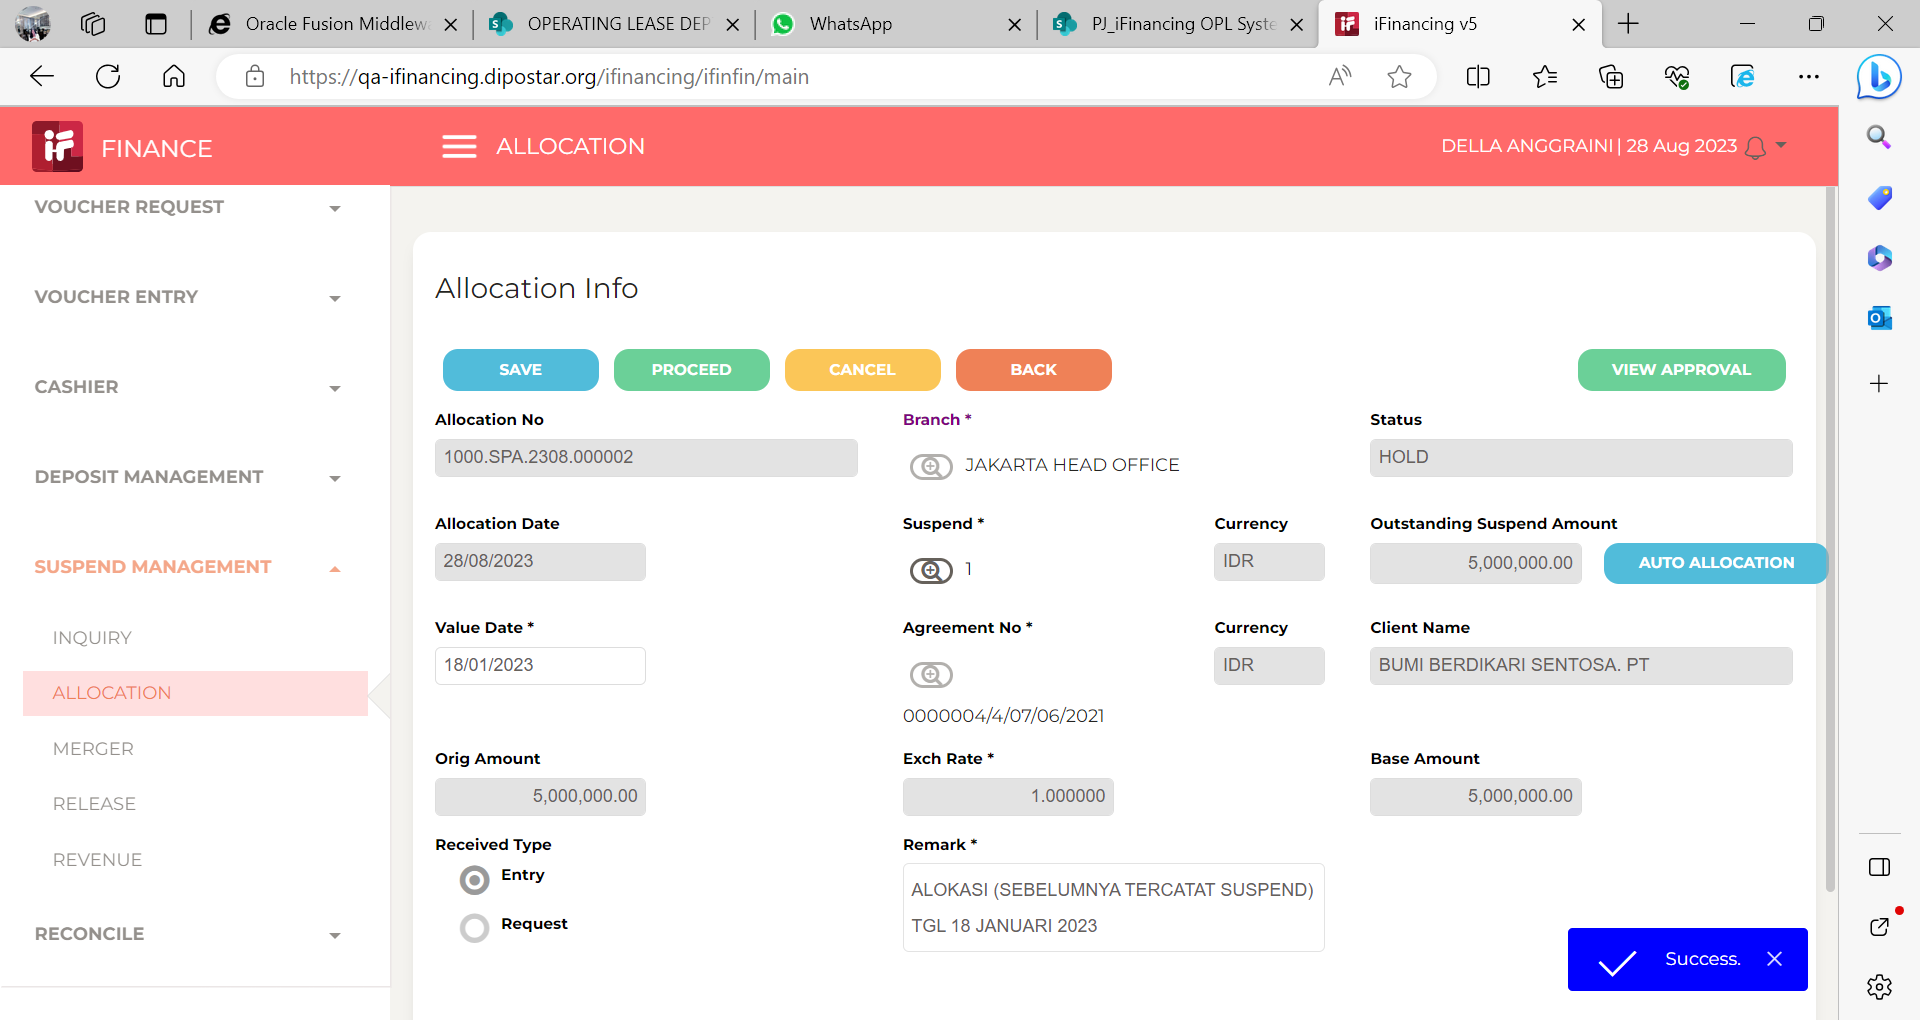 Oracle Fusion Middlew
OPERATING LEASE DEP
WhatsApp
PJ_iFinancing OPL Syste
iFinancing v5
https://qa-ifinancing.dipostar.org/ifinancing/ifinfin/main
iF FINANCE
ALLOCATION
DELLA ANGGRAINI | 28 Aug 2023
VOUCHER REQUEST
VOUCHER ENTRY
CASHIER
DEPOSIT MANAGEMENT
SUSPEND MANAGEMENT
INQUIRY
ALLOCATION
MERGER
RELEASE
REVENUE
RECONCILE
Allocation Info
SAVE PROCEED CANCEL BACK VIEW APPROVAL
Allocation No Branch * Status
1000.SPA.2308.000002 JAKARTA HEAD OFFICE HOLD
Allocation Date Suspend * Currency Outstanding Suspend Amount
28/08/2023 1 IDR 5,000,000.00 AUTO ALLOCATION
Value Date * Agreement No * Currency Client Name
18/01/2023 IDR BUMI BERDIKARI SENTOSA. PT
0000004/4/07/06/2021
Orig Amount Exch Rate * Base Amount
5,000,000.00 1.000000 5,000,000.00
Received Type Remark *
Entry
Request
ALOKASI (SEBELUMNYA TERCATAT SUSPEND)
TGL 18 JANUARI 2023
Success.